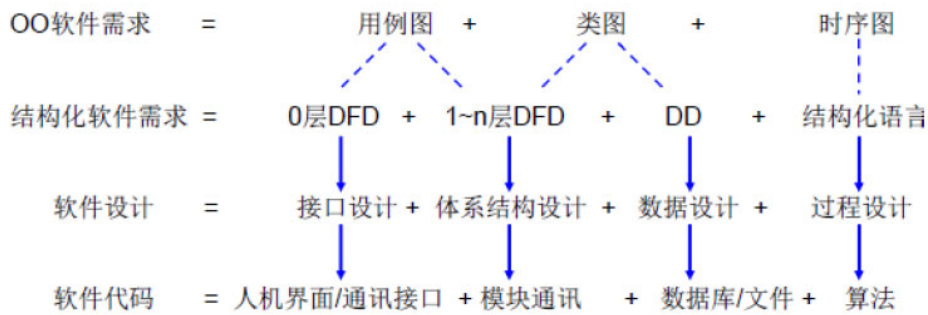 OO软件需求 = 用例图 + 类图 + 时序图
结构化软件需求 = 0层DFD + 1~n层DFD + DD + 结构化语言
软件设计 = 接口设计 + 体系结构设计 + 数据设计 + 过程设计
软件代码 = 人机界面/通讯接口 + 模块通讯 + 数据库/文件 + 算法